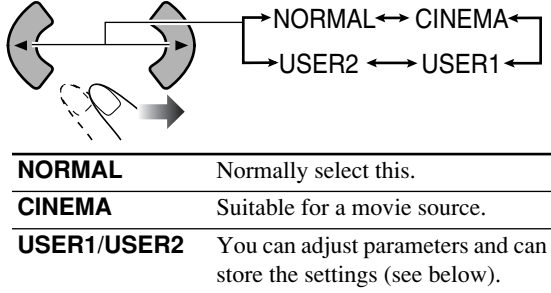 NORMAL CINEMA
USER2 USER1
NORMAL Normally select this.
CINEMA Suitable for a movie source.
USER1/USER2 You can adjust parameters and can
store the settings (see below).